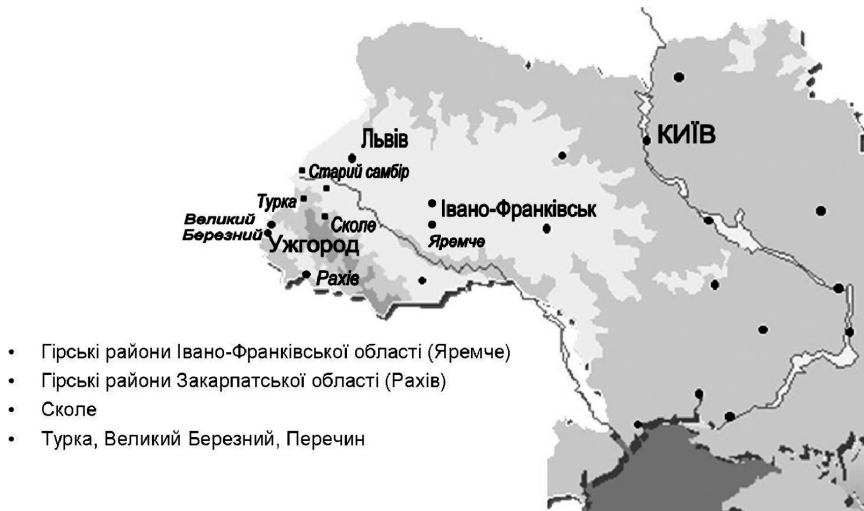 КИЇВ
Львів
Старий самбір
Турка
Івано-Франківськ
Великий
Березний
Сколе
Яремче
Ужгород
Рахів
• Гірські райони Івано-Франківської області (Яремче)
• Гірські райони Закарпатської області (Рахів)
• Сколе
• Турка, Великий Березний, Перечин